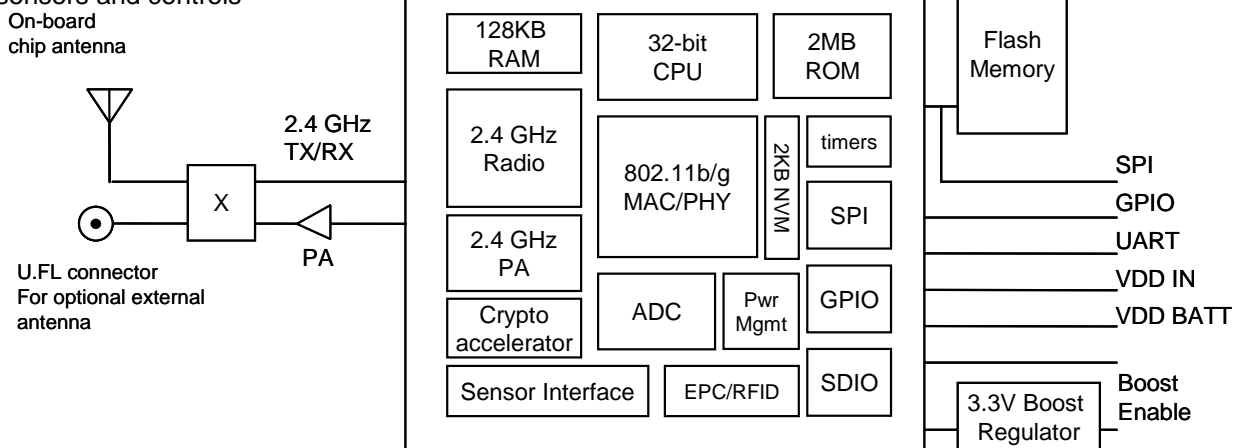 sensors and controls
On-board
chip antenna
2.4 GHz
TX/RX
X
PA
U.FL connector
For optional external
antenna
128KB
RAM
32-bit
CPU
2MB
ROM
2.4 GHz
Radio
802.11b/g
MAC/PHY
2KB NVM
timers
SPI
2.4 GHz
PA
ADC
Pwr
Mgmt
GPIO
Crypto
accelerator
Sensor Interface
EPC/RFID
SDIO
Flash
Memory
SPI
GPIO
UART
VDD IN
VDD BATT
Boost
Enable
3.3V Boost
Regulator